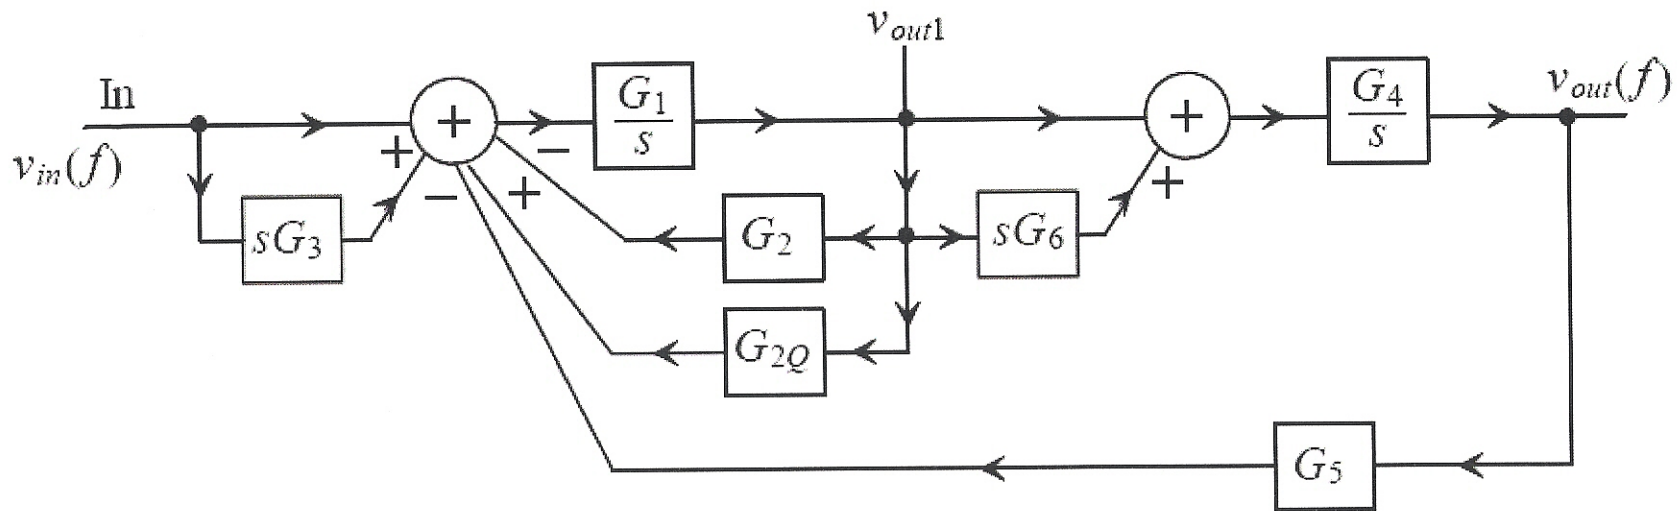 v_out1
In
v_in(f)
+
G_1
s
+
G_4
s
v_out(f)
+
−
−
+
+
sG_3
G_2
sG_6
G_2Q
G_5